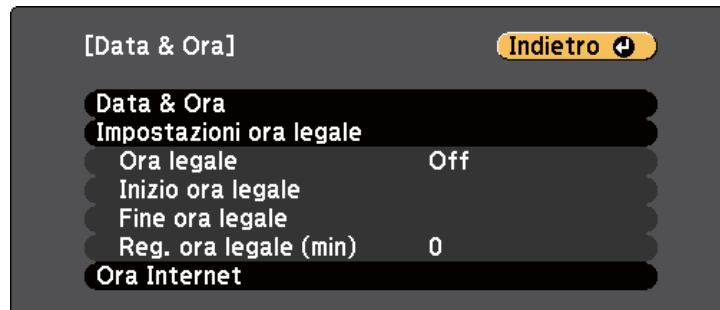 [Data & Ora] Indietro
Data & Ora
Impostazioni ora legale
Ora legale Off
Inizio ora legale
Fine ora legale
Reg. ora legale (min) 0
Ora Internet